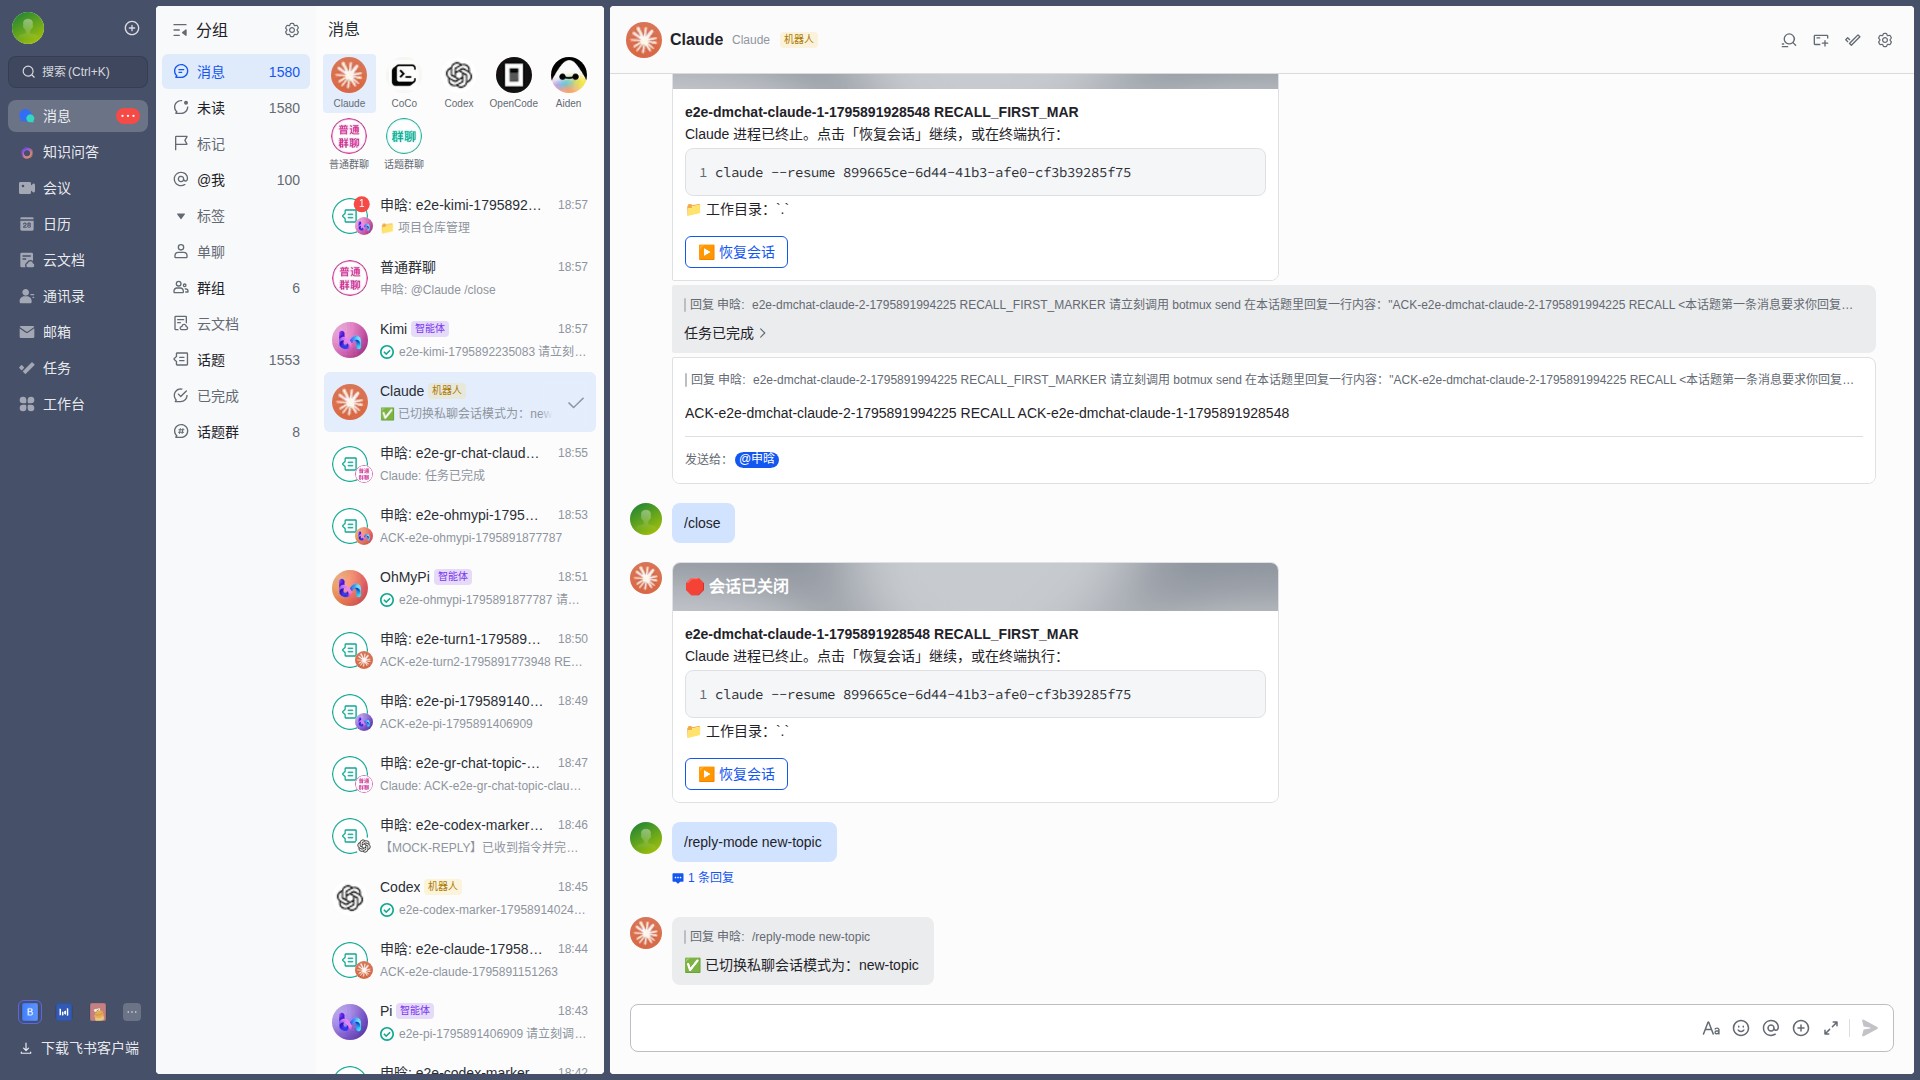 搜索 (Ctrl+K)
消息
知识问答
会议
日历
云文档
通讯录
邮箱
任务
工作台
下载飞书客户端
分组
消息 1580
未读 1580
标记
@我 100
标签
单聊
群组 6
云文档
话题 1553
已完成
话题群 8
消息
Claude
CoCo
Codex
OpenCode
Aiden
普通群聊
普通群聊
群聊
话题群聊
1
申晗: e2e-kimi-1795892... 18:57
📁 项目仓库管理
普通群聊
普通群聊 18:57
申晗: @Claude /close
Kimi 智能体 18:57
e2e-kimi-1795892235083 请立刻...
Claude 机器人
✅ 已切换私聊会话模式为：new
申晗: e2e-gr-chat-claud... 18:55
Claude: 任务已完成
申晗: e2e-ohmypi-1795... 18:53
ACK-e2e-ohmypi-1795891877787
OhMyPi 智能体 18:51
e2e-ohmypi-1795891877787 请...
申晗: e2e-turn1-179589... 18:50
ACK-e2e-turn2-1795891773948 RE...
申晗: e2e-pi-179589140... 18:49
ACK-e2e-pi-1795891406909
申晗: e2e-gr-chat-topic-... 18:47
Claude: ACK-e2e-gr-chat-topic-clau...
申晗: e2e-codex-marker... 18:46
【MOCK-REPLY】已收到指令并完...
Codex 机器人 18:45
e2e-codex-marker-17958914024...
申晗: e2e-claude-17958... 18:44
ACK-e2e-claude-1795891151263
Pi 智能体 18:43
e2e-pi-1795891406909 请立刻调...
申晗: e2e-codex-marker... 18:42
Claude Claude 机器人
e2e-dmchat-claude-1-1795891928548 RECALL_FIRST_MAR
Claude 进程已终止。点击「恢复会话」继续，或在终端执行：
1 claude --resume 899665ce-6d44-41b3-afe0-cf3b39285f75
📁 工作目录：`.`
▶️ 恢复会话
回复 申晗： e2e-dmchat-claude-2-1795891994225 RECALL_FIRST_MARKER 请立刻调用 botmux send 在本话题里回复一行内容："ACK-e2e-dmchat-claude-2-1795891994225 RECALL <本话题第一条消息要求你回复...
任务已完成 >
回复 申晗： e2e-dmchat-claude-2-1795891994225 RECALL_FIRST_MARKER 请立刻调用 botmux send 在本话题里回复一行内容："ACK-e2e-dmchat-claude-2-1795891994225 RECALL <本话题第一条消息要求你回复...
ACK-e2e-dmchat-claude-2-1795891994225 RECALL ACK-e2e-dmchat-claude-1-1795891928548
发送给： @申晗
/close
🛑 会话已关闭
e2e-dmchat-claude-1-1795891928548 RECALL_FIRST_MAR
Claude 进程已终止。点击「恢复会话」继续，或在终端执行：
1 claude --resume 899665ce-6d44-41b3-afe0-cf3b39285f75
📁 工作目录：`.`
▶️ 恢复会话
/reply-mode new-topic
1 条回复
回复 申晗： /reply-mode new-topic
✅ 已切换私聊会话模式为：new-topic